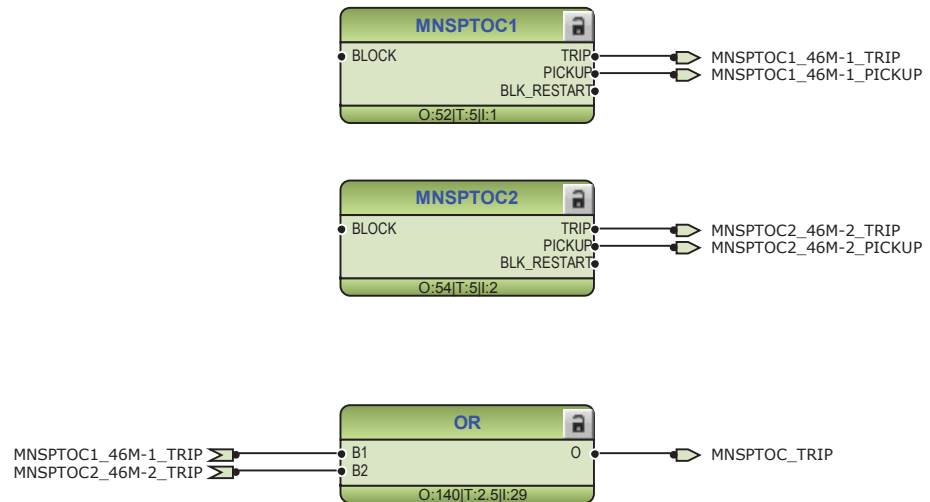 MNSPTOC1
BLOCK TRIP MNSPTOC1_46M-1_TRIP
PICKUP MNSPTOC1_46M-1_PICKUP
BLK_RESTART
O:52|T:5|I:1
MNSPTOC2
BLOCK TRIP MNSPTOC2_46M-2_TRIP
PICKUP MNSPTOC2_46M-2_PICKUP
BLK_RESTART
O:54|T:5|I:2
OR
MNSPTOC1_46M-1_TRIP B1 O MNSPTOC_TRIP
MNSPTOC2_46M-2_TRIP B2
O:140|T:2.5|I:29